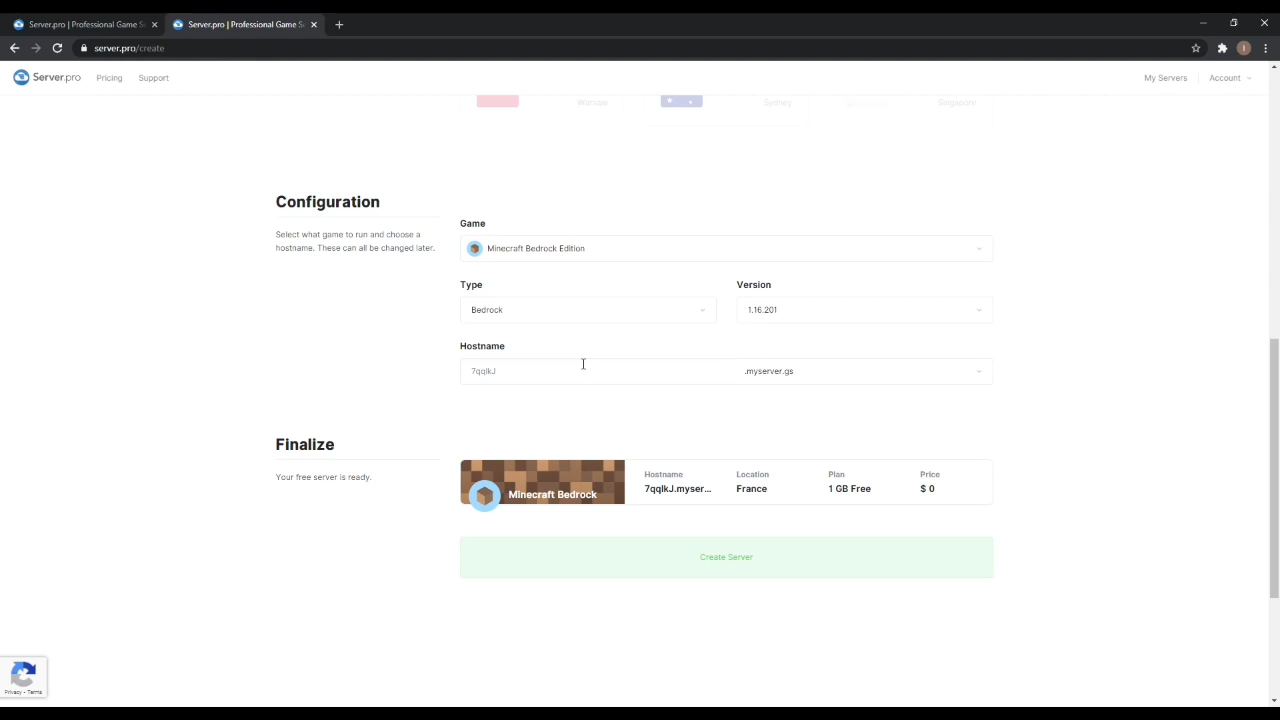 Server.pro | Professional Game S
Server.pro | Professional Game S
server.pro/create
Server.pro
Pricing
Support
My Servers
Account
Warsaw
Sydney
Singapore
Configuration
Select what game to run and choose a
hostname. These can all be changed later.
Game
Minecraft Bedrock Edition
Type
Version
Bedrock
1.16.201
Hostname
7qqlkJ
.myserver.gs
Finalize
Your free server is ready.
Minecraft Bedrock
Hostname
Location
Plan
Price
7qqlkJ.myser...
France
1 GB Free
$ 0
Create Server
Privacy - Terms